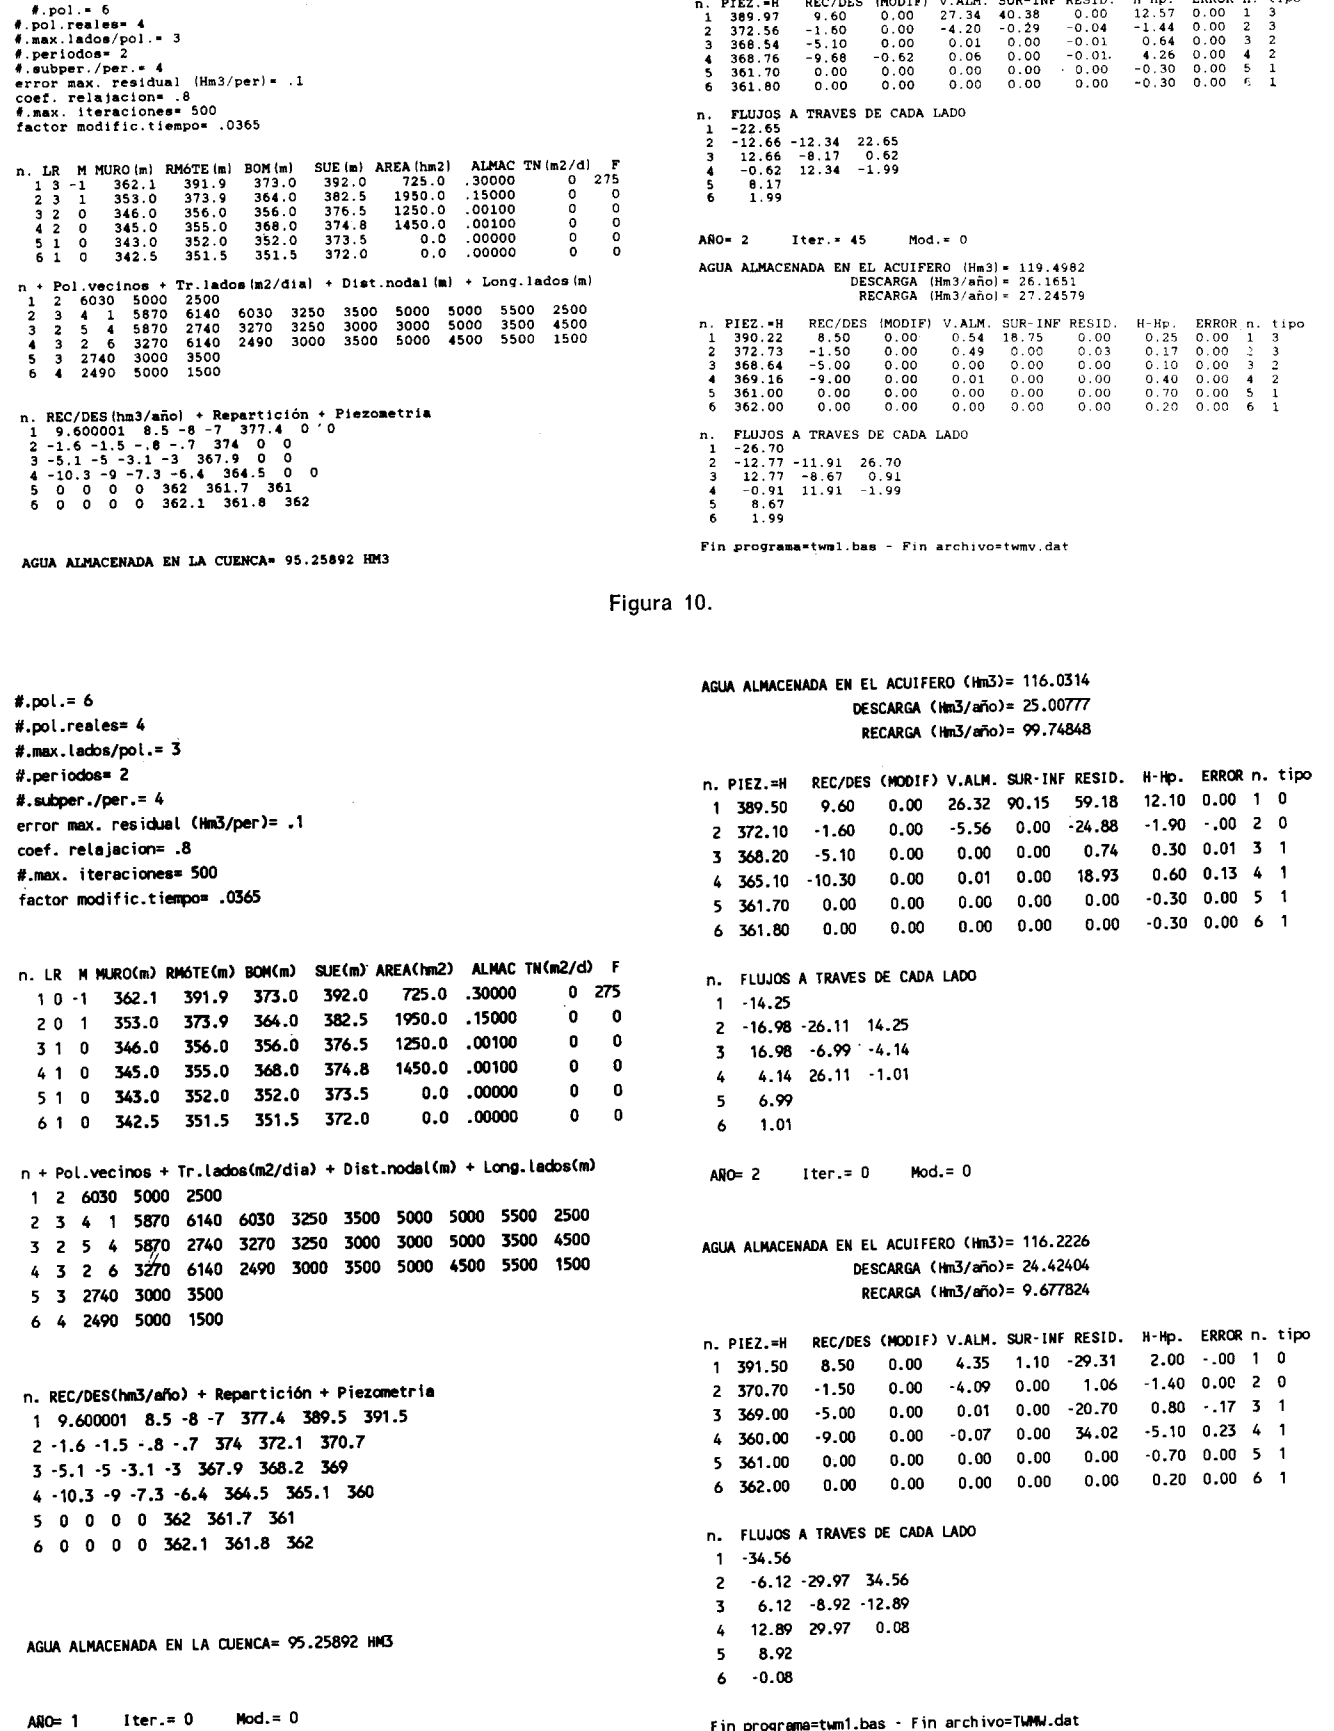 #.pol.= 6
#.pol.reales= 4
#.max.lados/pol.= 3
#.periodos= 2
#.subper./per.= 4
error max. residual (Hm3/per)= .1
coef. relajacion= .8
#.max. iteraciones= 500
factor modific.tiempo= .0365
n. LR M MURO(m) RMóTE(m) BOM(m) SUE(m) AREA(hm2) ALMAC TN(m2/d) F
1 3 -1 362.1 391.9 373.0 392.0 725.0 .30000 0 275
2 3 1 353.0 373.9 364.0 382.5 1950.0 .15000 0 0
3 2 0 346.0 356.0 356.0 376.5 1250.0 .00100 0 0
4 2 0 345.0 355.0 368.0 374.8 1450.0 .00100 0 0
5 1 0 343.0 352.0 352.0 373.5 0.0 .00000 0 0
6 1 0 342.5 351.5 351.5 372.0 0.0 .00000 0 0
n + Pol.vecinos + Tr.lados(m2/dia) + Dist.nodal(m) + Long.lados(m)
1 2 6030 5000 2500
2 3 4 1 5870 6140 6030 3250 3500 5000 5000 5500 2500
3 2 5 4 5870 2740 3270 3250 3000 3000 5000 3500 4500
4 3 2 6 3270 6140 2490 3000 3500 5000 4500 5500 1500
5 3 2740 3000 3500
6 4 2490 5000 1500
n. REC/DES(hm3/año) + Repartición + Piezometria
1 9.600001 8.5 -8 -7 377.4 0 0
2 -1.6 -1.5 -.8 -.7 374 0 0
3 -5.1 -5 -3.1 -3 367.9 0 0
4 -10.3 -9 -7.3 -6.4 364.5 0 0
5 0 0 0 0 362 361.7 361
6 0 0 0 0 362.1 361.8 362
AGUA ALMACENADA EN LA CUENCA= 95.25892 HM3
n. PIEZ.=H REC/DES (MODIF) V.ALM. SUR-INF RESID. H-Hp. ERROR n. tipo
1 389.97 9.60 0.00 27.34 40.38 0.00 12.57 0.00 1 3
2 372.56 -1.60 0.00 -4.20 -0.29 -0.04 -1.44 0.00 2 3
3 368.54 -5.10 0.00 0.01 0.00 -0.01 0.64 0.00 3 2
4 368.76 -9.68 -0.62 0.06 0.00 -0.01 4.26 0.00 4 2
5 361.70 0.00 0.00 0.00 0.00 0.00 -0.30 0.00 5 1
6 361.80 0.00 0.00 0.00 0.00 0.00 -0.30 0.00 6 1
n. FLUJOS A TRAVES DE CADA LADO
1 -22.65
2 -12.66 -12.34 22.65
3 12.66 -8.17 0.62
4 -0.62 12.34 -1.99
5 8.17
6 1.99
AÑO= 2 Iter.= 45 Mod.= 0
AGUA ALMACENADA EN EL ACUIFERO (Hm3)= 119.4982
DESCARGA (Hm3/año)= 26.1651
RECARGA (Hm3/año)= 27.24579
n. PIEZ.=H REC/DES (MODIF) V.ALM. SUR-INF RESID. H-Hp. ERROR n. tipo
1 390.22 8.50 0.00 0.54 18.75 0.00 0.25 0.00 1 3
2 372.73 -1.50 0.00 0.49 0.00 0.03 0.17 0.00 2 3
3 368.64 -5.00 0.00 0.00 0.00 0.00 0.10 0.00 3 2
4 369.16 -9.00 0.00 0.01 0.00 0.00 0.40 0.00 4 2
5 361.00 0.00 0.00 0.00 0.00 0.00 0.70 0.00 5 1
6 362.00 0.00 0.00 0.00 0.00 0.00 0.20 0.00 6 1
n. FLUJOS A TRAVES DE CADA LADO
1 -26.70
2 -12.77 -11.91 26.70
3 12.77 -8.67 0.91
4 -0.91 11.91 -1.99
5 8.67
6 1.99
Fin programa=twm1.bas - Fin archivo=twmv.dat
Figura 10.
#.pol.= 6
#.pol.reales= 4
#.max.lados/pol.= 3
#.periodos= 2
#.subper./per.= 4
error max. residual (Hm3/per)= .1
coef. relajacion= .8
#.max. iteraciones= 500
factor modific.tiempo= .0365
n. LR M MURO(m) RMóTE(m) BOM(m) SUE(m) AREA(hm2) ALMAC TN(m2/d) F
1 0 -1 362.1 391.9 373.0 392.0 725.0 .30000 0 275
2 0 1 353.0 373.9 364.0 382.5 1950.0 .15000 0 0
3 1 0 346.0 356.0 356.0 376.5 1250.0 .00100 0 0
4 1 0 345.0 355.0 368.0 374.8 1450.0 .00100 0 0
5 1 0 343.0 352.0 352.0 373.5 0.0 .00000 0 0
6 1 0 342.5 351.5 351.5 372.0 0.0 .00000 0 0
n + Pol.vecinos + Tr.lados(m2/dia) + Dist.nodal(m) + Long.lados(m)
1 2 6030 5000 2500
2 3 4 1 5870 6140 6030 3250 3500 5000 5000 5500 2500
3 2 5 4 5870 2740 3270 3250 3000 3000 5000 3500 4500
4 3 2 6 3270 6140 2490 3000 3500 5000 4500 5500 1500
5 3 2740 3000 3500
6 4 2490 5000 1500
n. REC/DES(hm3/año) + Repartición + Piezometria
1 9.600001 8.5 -8 -7 377.4 389.5 391.5
2 -1.6 -1.5 -.8 -.7 374 372.1 370.7
3 -5.1 -5 -3.1 -3 367.9 368.2 369
4 -10.3 -9 -7.3 -6.4 364.5 365.1 360
5 0 0 0 0 362 361.7 361
6 0 0 0 0 362.1 361.8 362
AGUA ALMACENADA EN LA CUENCA= 95.25892 HM3
AÑO= 1 Iter.= 0 Mod.= 0
AGUA ALMACENADA EN EL ACUIFERO (Hm3)= 116.0314
DESCARGA (Hm3/año)= 25.00777
RECARGA (Hm3/año)= 99.74848
n. PIEZ.=H REC/DES (MODIF) V.ALM. SUR-INF RESID. H-Hp. ERROR n. tipo
1 389.50 9.60 0.00 26.32 90.15 59.18 12.10 0.00 1 0
2 372.10 -1.60 0.00 -5.56 0.00 -24.88 -1.90 -.00 2 0
3 368.20 -5.10 0.00 0.00 0.00 0.74 0.30 0.01 3 1
4 365.10 -10.30 0.00 0.01 0.00 18.93 0.60 0.13 4 1
5 361.70 0.00 0.00 0.00 0.00 0.00 -0.30 0.00 5 1
6 361.80 0.00 0.00 0.00 0.00 0.00 -0.30 0.00 6 1
n. FLUJOS A TRAVES DE CADA LADO
1 -14.25
2 -16.98 -26.11 14.25
3 16.98 -6.99 -4.14
4 4.14 26.11 -1.01
5 6.99
6 1.01
AÑO= 2 Iter.= 0 Mod.= 0
AGUA ALMACENADA EN EL ACUIFERO (Hm3)= 116.2226
DESCARGA (Hm3/año)= 24.42404
RECARGA (Hm3/año)= 9.677824
n. PIEZ.=H REC/DES (MODIF) V.ALM. SUR-INF RESID. H-Hp. ERROR n. tipo
1 391.50 8.50 0.00 4.35 1.10 -29.31 2.00 -.00 1 0
2 370.70 -1.50 0.00 -4.09 0.00 1.06 -1.40 0.00 2 0
3 369.00 -5.00 0.00 0.01 0.00 -20.70 0.80 -.17 3 1
4 360.00 -9.00 0.00 -0.07 0.00 34.02 -5.10 0.23 4 1
5 361.00 0.00 0.00 0.00 0.00 0.00 -0.70 0.00 5 1
6 362.00 0.00 0.00 0.00 0.00 0.00 0.20 0.00 6 1
n. FLUJOS A TRAVES DE CADA LADO
1 -34.56
2 -6.12 -29.97 34.56
3 6.12 -8.92 -12.89
4 12.89 29.97 0.08
5 8.92
6 -0.08
Fin programa=twm1.bas - Fin archivo=TWMW.dat